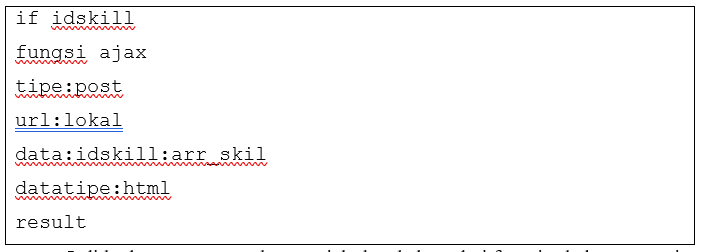 if idskill
fungsi ajax
tipe:post
url:lokal
data:idskill:arr_skil
datatipe:html
result